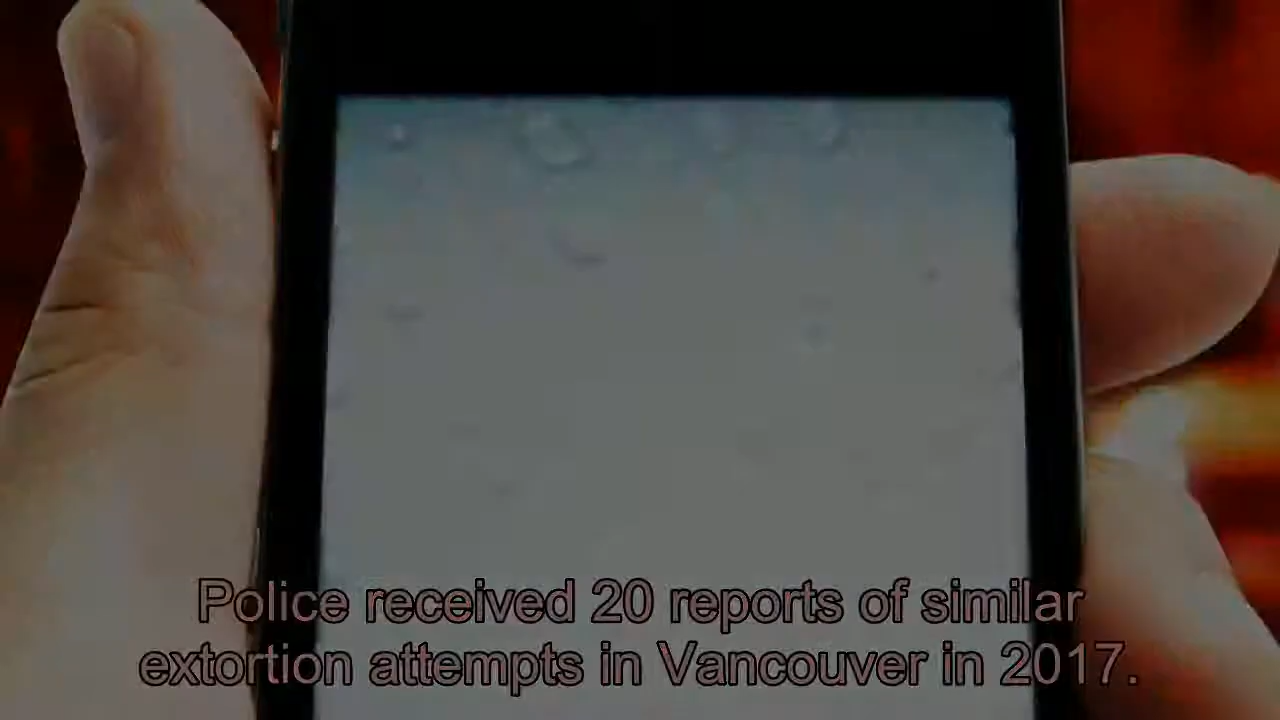 Police received 20 reports of similar
extortion attempts in Vancouver in 2017.